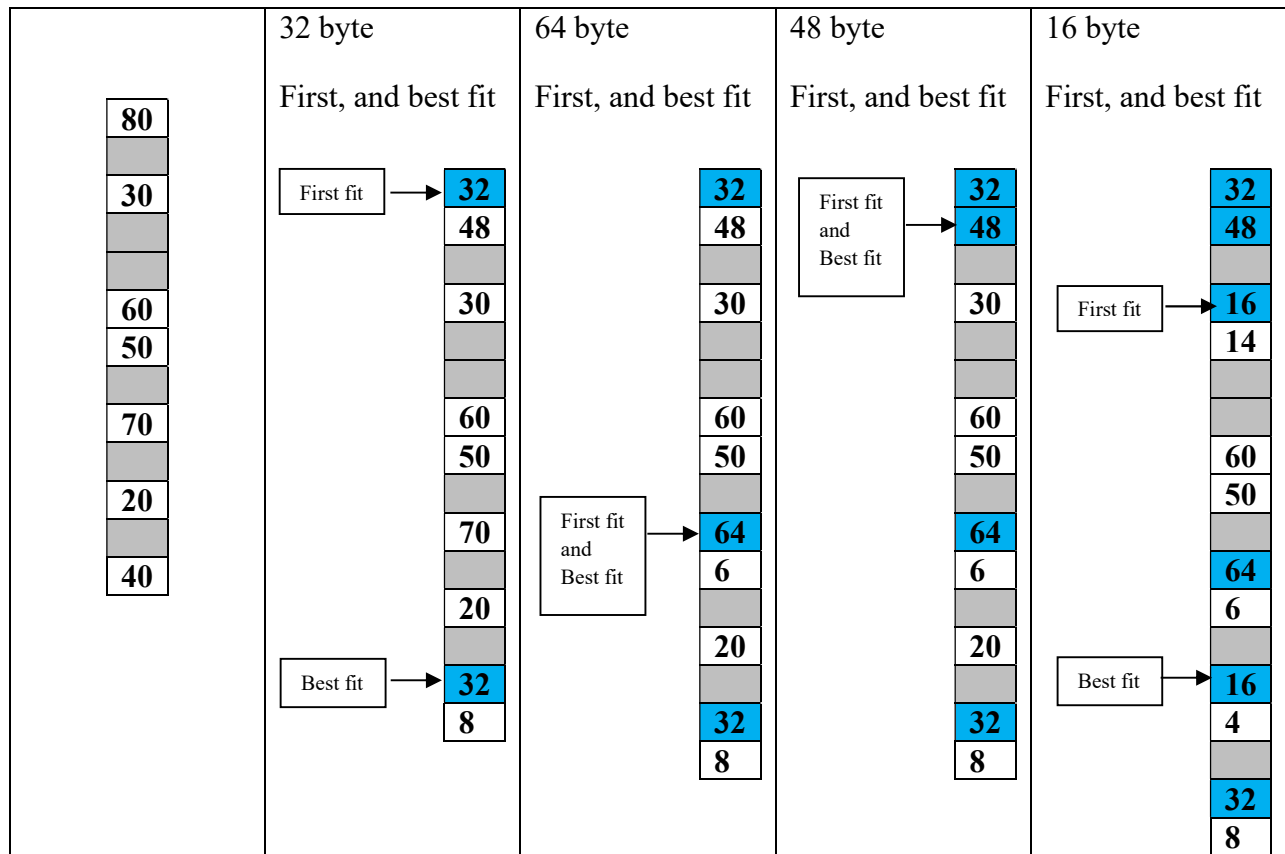 80
30
60
50
70
20
40
32 byte
First, and best fit
First fit
32
48
30
60
50
70
20
Best fit
32
8
64 byte
First, and best fit
32
48
30
60
50
First fit
and
Best fit
64
6
20
32
8
48 byte
First, and best fit
32
First fit
and
Best fit
48
30
60
50
64
6
20
32
8
16 byte
First, and best fit
32
48
First fit
16
14
60
50
64
6
Best fit
16
4
32
8